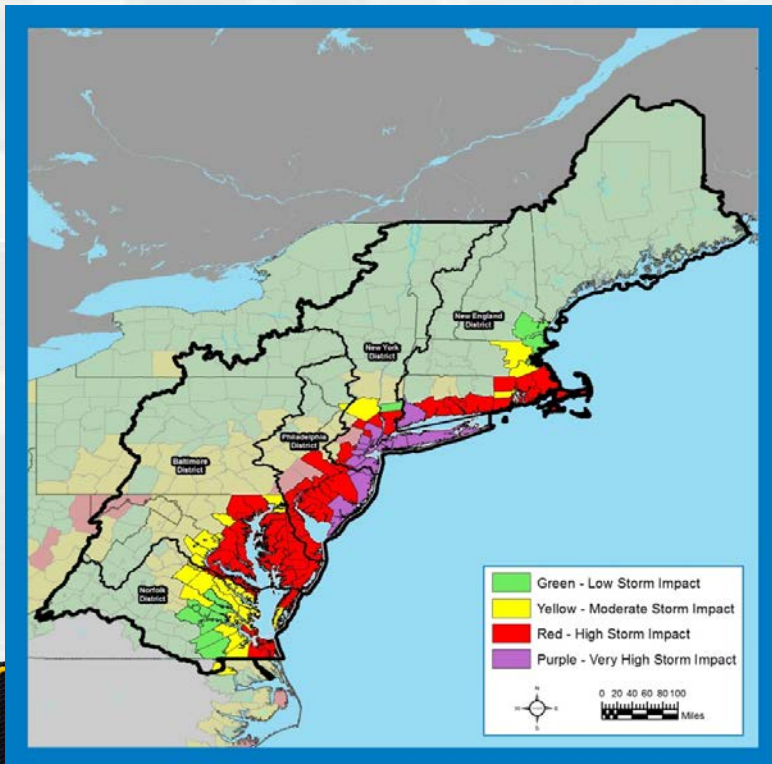 New England
District
New York
District
Philadelphia
District
Baltimore
District
Norfolk
District
Green - Low Storm Impact
Yellow - Moderate Storm Impact
Red - High Storm Impact
Purple - Very High Storm Impact
N
W
E
S
0 20 40 60 80 100
Miles